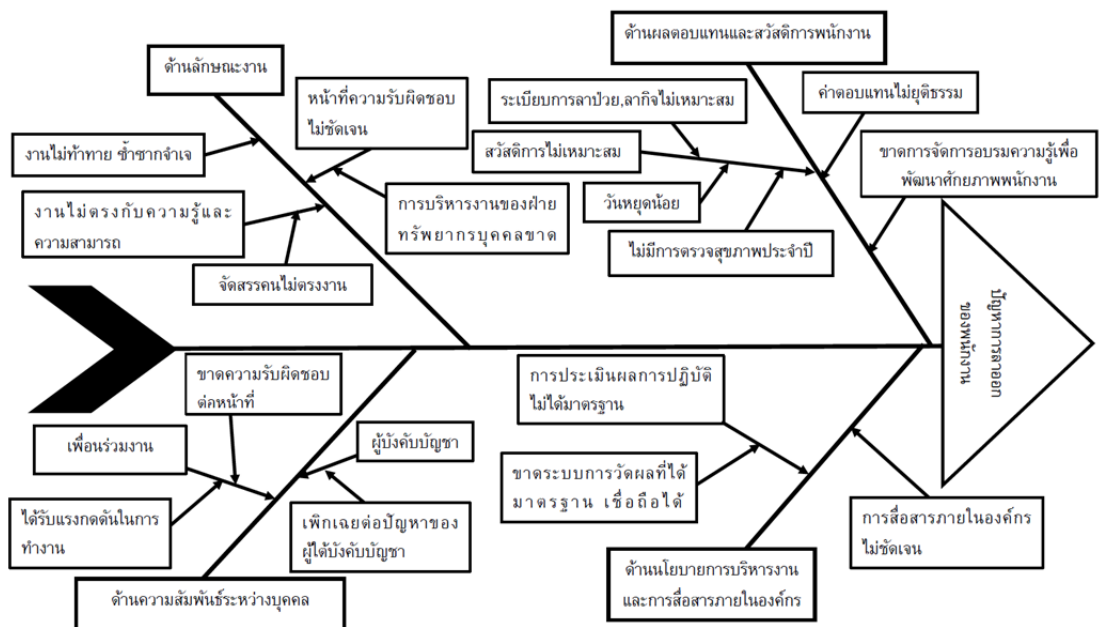 ด้านผลตอบแทนและสวัสดิการพนักงาน
ด้านลักษณะงาน
หน้าที่ความรับผิดชอบ
ไม่ชัดเจน
ระเบียบการลาป่วย,ลากิจไม่เหมาะสม
ค่าตอบแทนไม่ยุติธรรม
งานไม่ท้าทาย ซ้ำซากจำเจ
สวัสดิการไม่เหมาะสม
ขาดการจัดการอบรมความรู้เพื่อ
พัฒนาศักยภาพพนักงาน
งานไม่ตรงกับความรู้และ
ความสามารถ
การบริหารงานของฝ่าย
ทรัพยากรบุคคลขาด
วันหยุดน้อย
ไม่มีการตรวจสุขภาพประจำปี
จัดสรรคนไม่ตรงงาน
ปัญหาการลาออก
ของพนักงาน
ขาดความรับผิดชอบ
ต่อหน้าที่
การประเมินผลการปฏิบัติ
ไม่ได้มาตรฐาน
เพื่อนร่วมงาน
ผู้บังคับบัญชา
ขาดระบบการวัดผลที่ได้
มาตรฐาน เชื่อถือได้
ได้รับแรงกดดันในการ
ทำงาน
เพิกเฉยต่อปัญหาของ
ผู้ใต้บังคับบัญชา
การสื่อสารภายในองค์กร
ไม่ชัดเจน
ด้านความสัมพันธ์ระหว่างบุคคล
ด้านนโยบายการบริหารงาน
และการสื่อสารภายในองค์กร